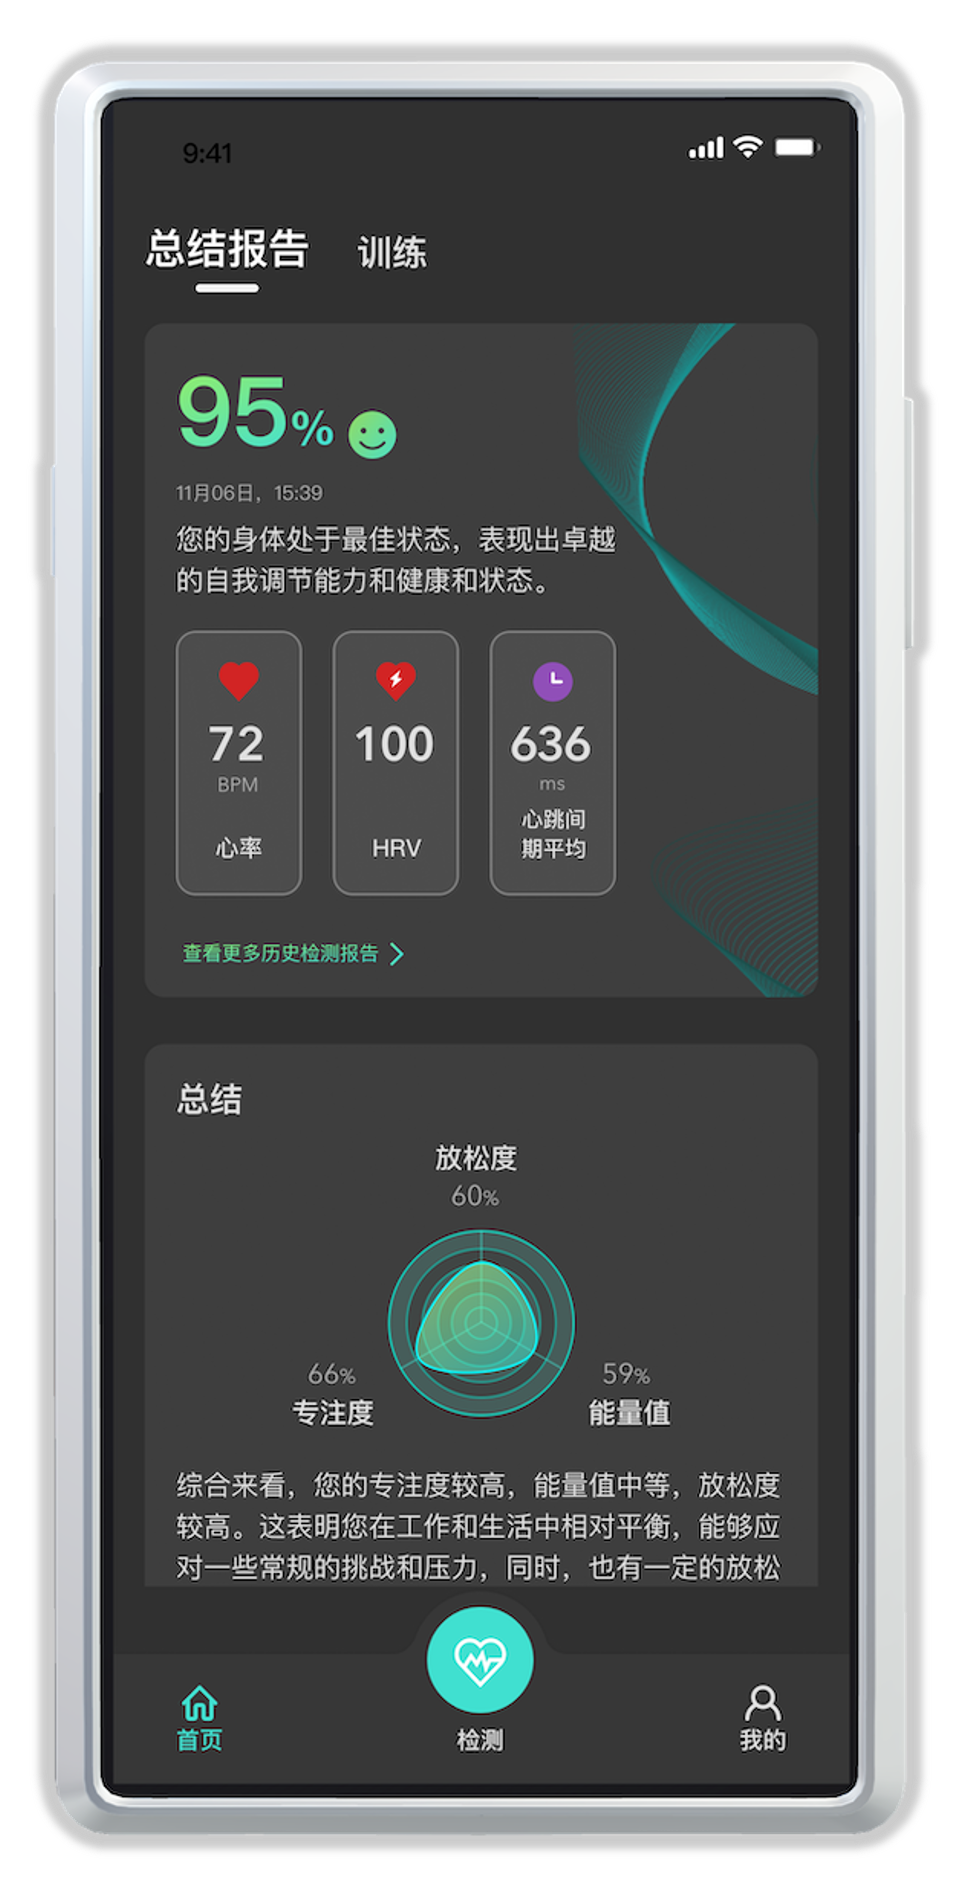 9:41
总结报告 训练
95%
11月06日，15:39
您的身体处于最佳状态，表现出卓越
的自我调节能力和健康和状态。
72
BPM
心率
100
HRV
636
ms
心跳间
期平均
查看更多历史检测报告
总结
放松度
60%
66%
专注度
59%
能量值
综合来看，您的专注度较高，能量值中等，放松度
较高。这表明您在工作和生活中相对平衡，能够应
对一些常规的挑战和压力，同时，也有一定的放松
首页
检测
我的